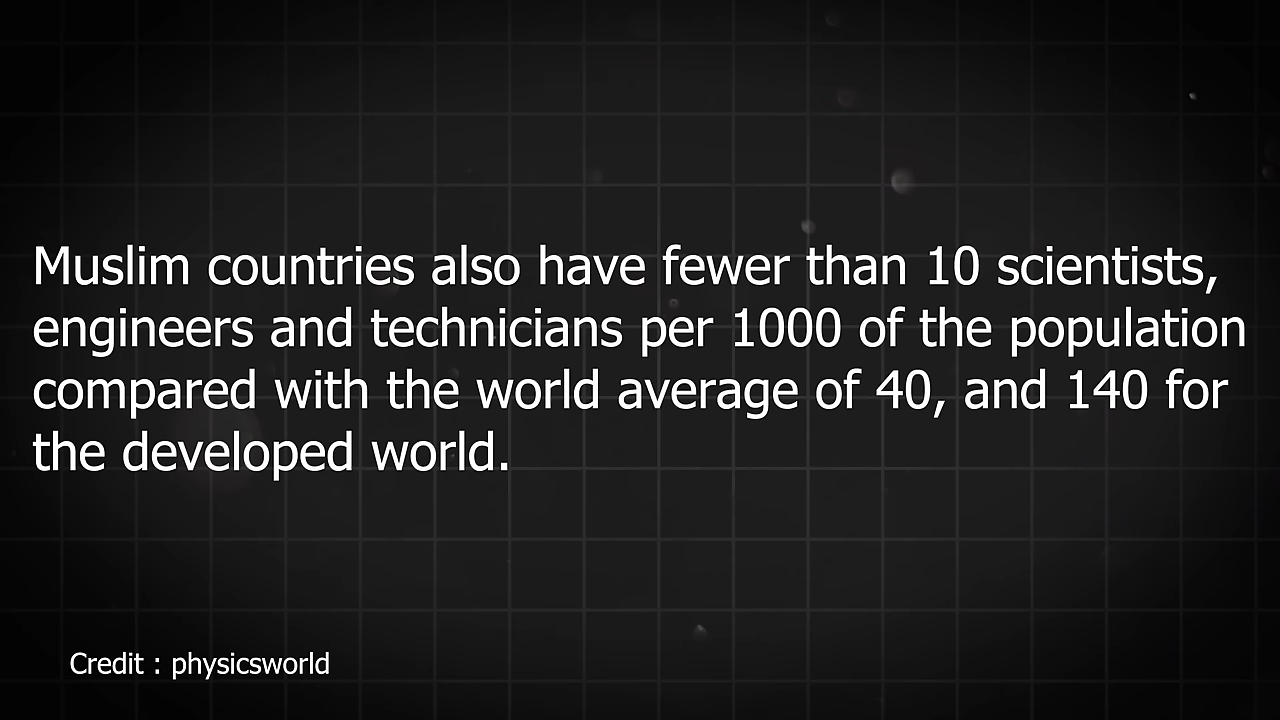 Muslim countries also have fewer than 10 scientists,
engineers and technicians per 1000 of the population
compared with the world average of 40, and 140 for
the developed world.
Credit : physicsworld